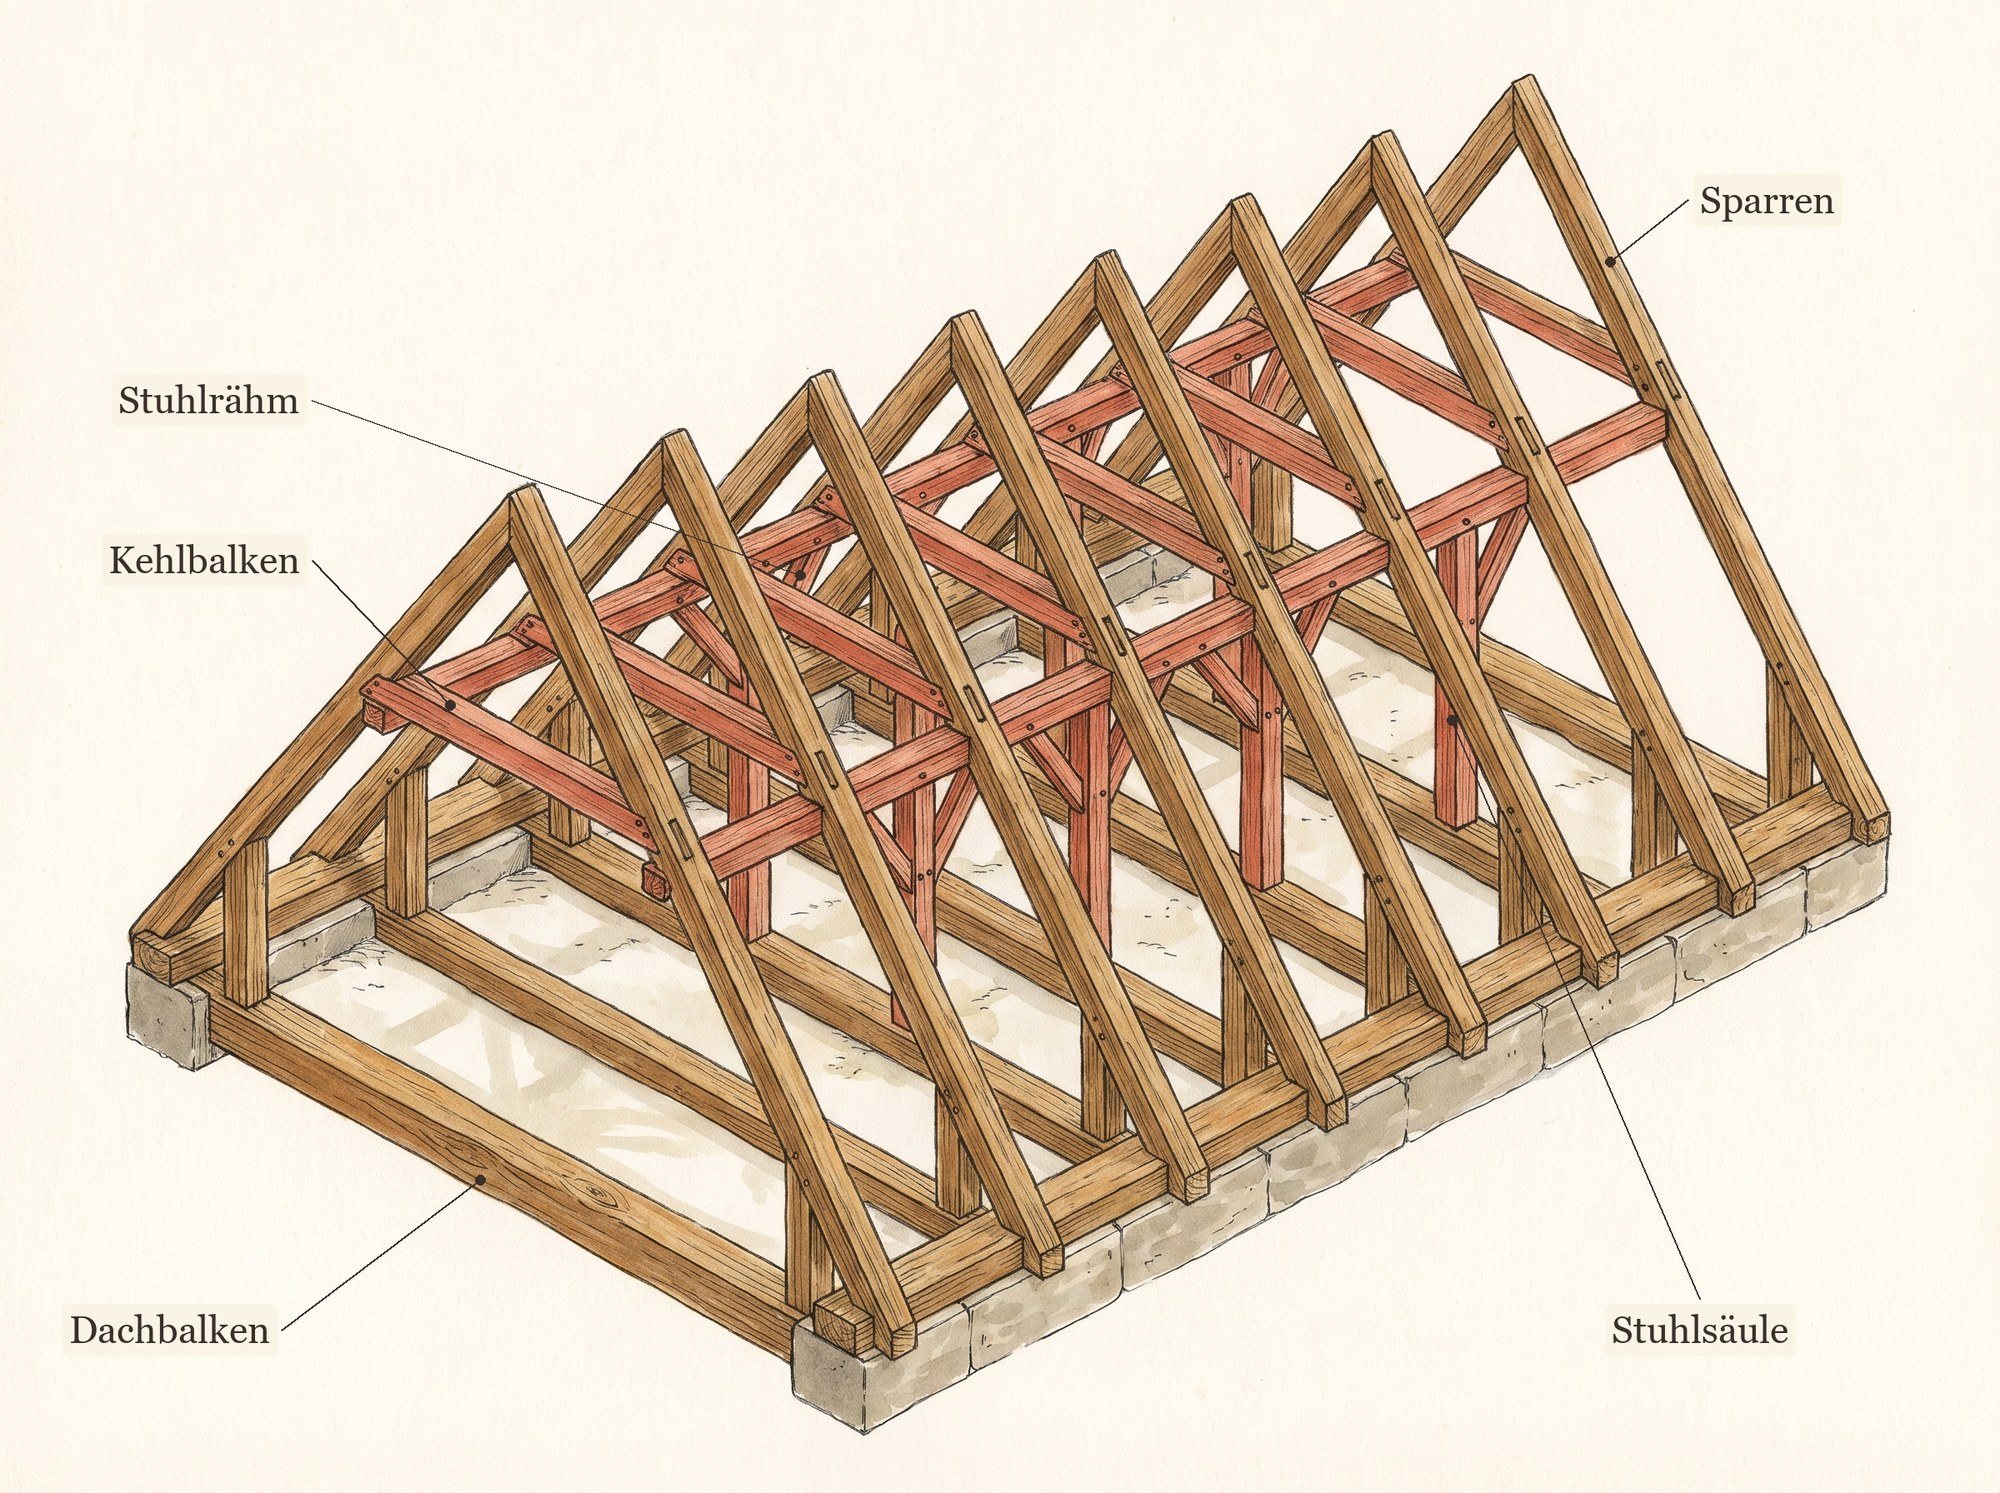 Sparren
Stuhlrähm
Kehlbalken
Dachbalken
Stuhlsäule